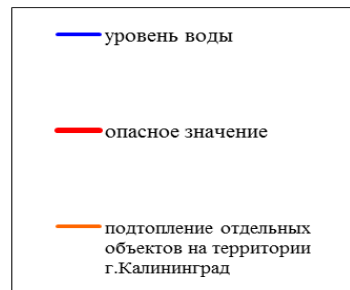 уровень воды
опасное значение
подтопление отдельных
объектов на территории
г.Калининград